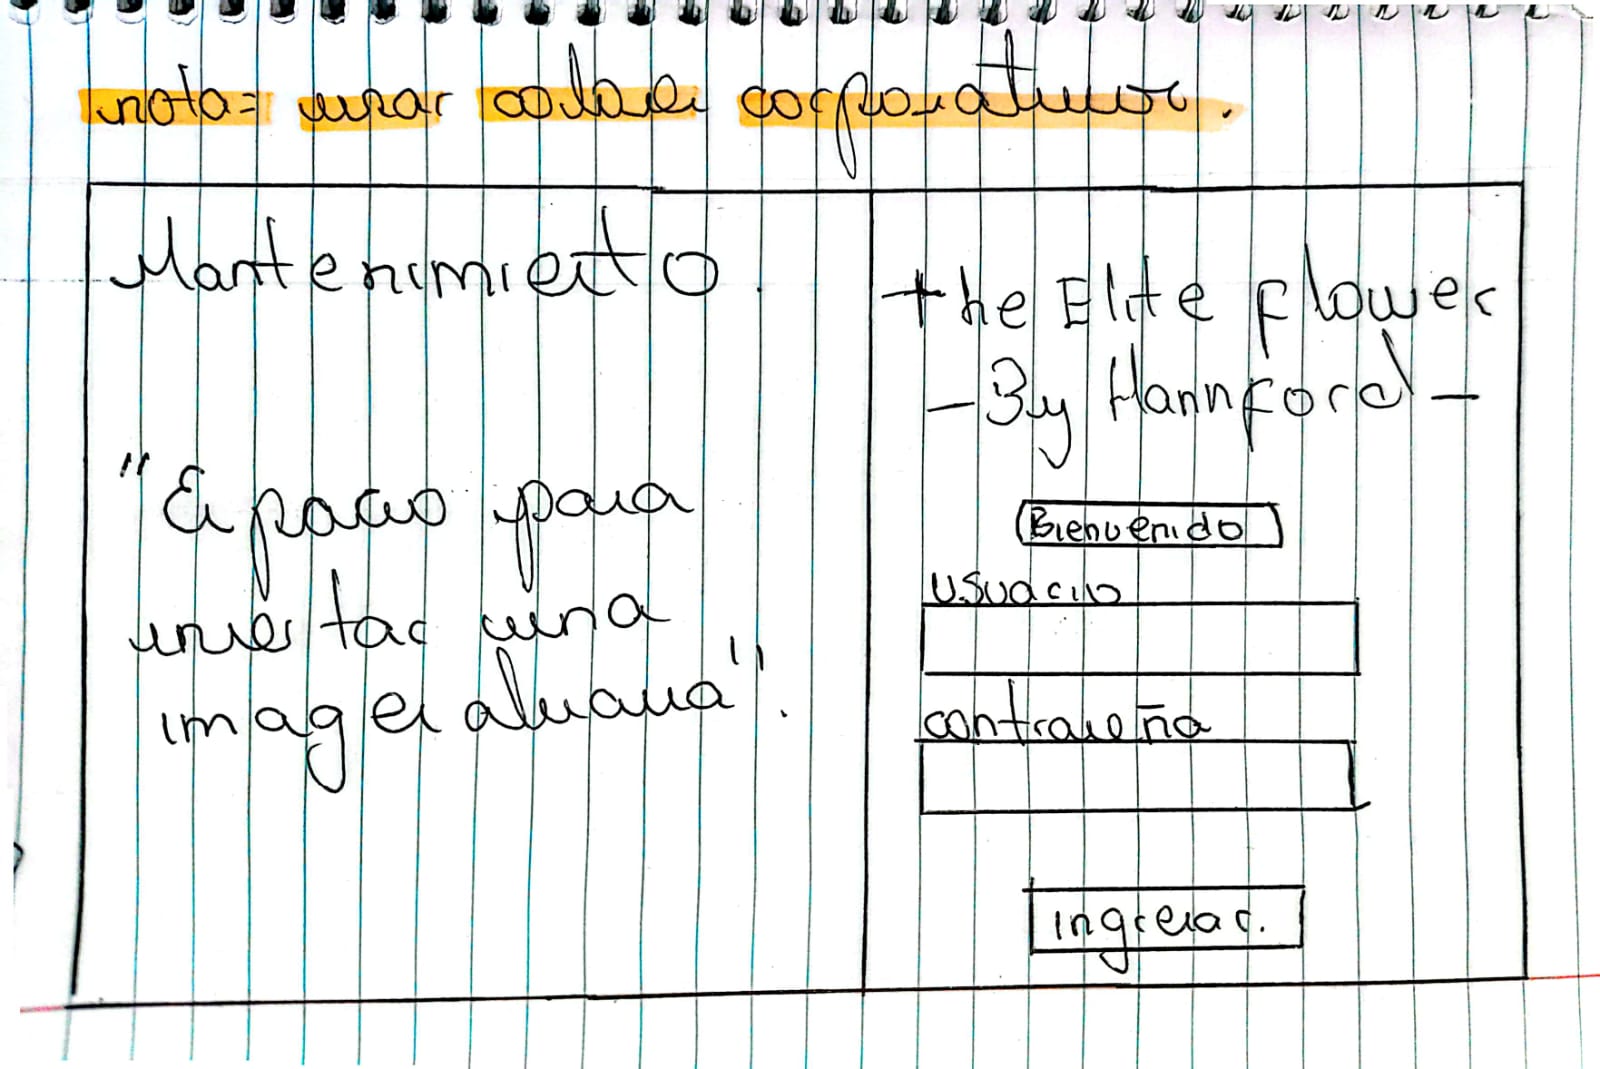 nota= usar colores corporativos.
Mantenimiento.
"Espacio para
insertar una
imagen alusiva".
the Elite flower
- By Hannford -
Bienvenido
Usuario
contraseña
ingresar.